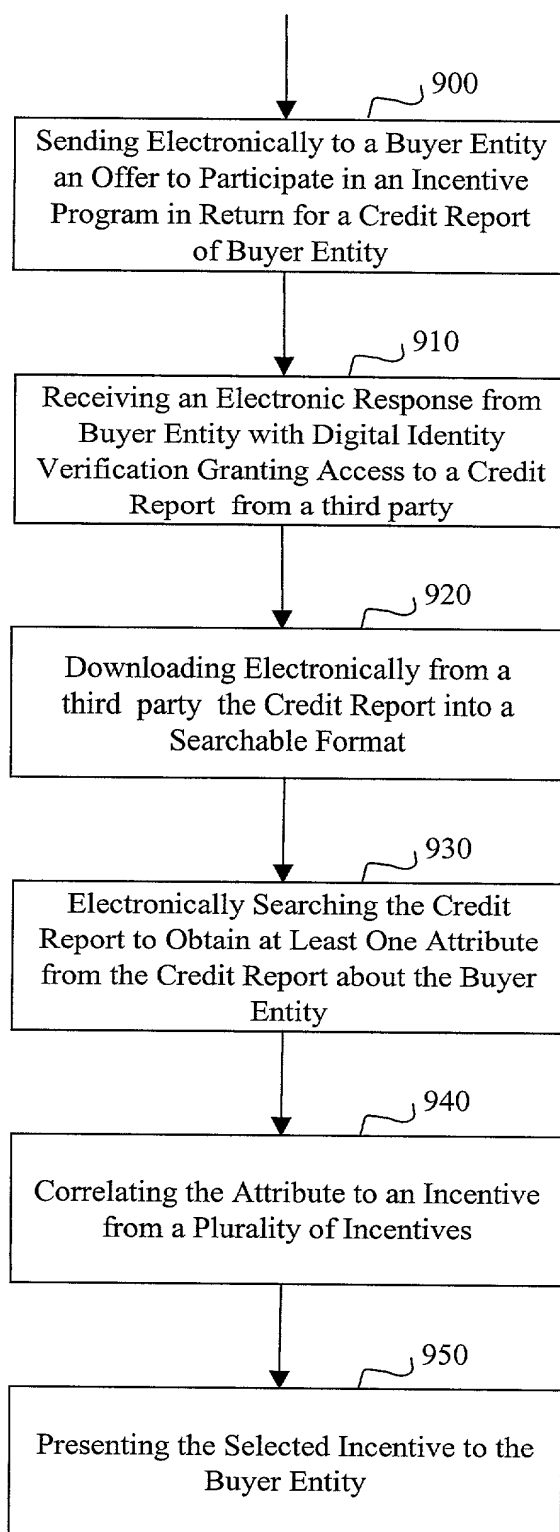 900
Sending Electronically to a Buyer Entity
an Offer to Participate in an Incentive
Program in Return for a Credit Report
of Buyer Entity
910
Receiving an Electronic Response from
Buyer Entity with Digital Identity
Verification Granting Access to a Credit
Report from a third party
920
Downloading Electronically from a
third party the Credit Report into a
Searchable Format
930
Electronically Searching the Credit
Report to Obtain at Least One Attribute
from the Credit Report about the Buyer
Entity
940
Correlating the Attribute to an Incentive
from a Plurality of Incentives
950
Presenting the Selected Incentive to the
Buyer Entity